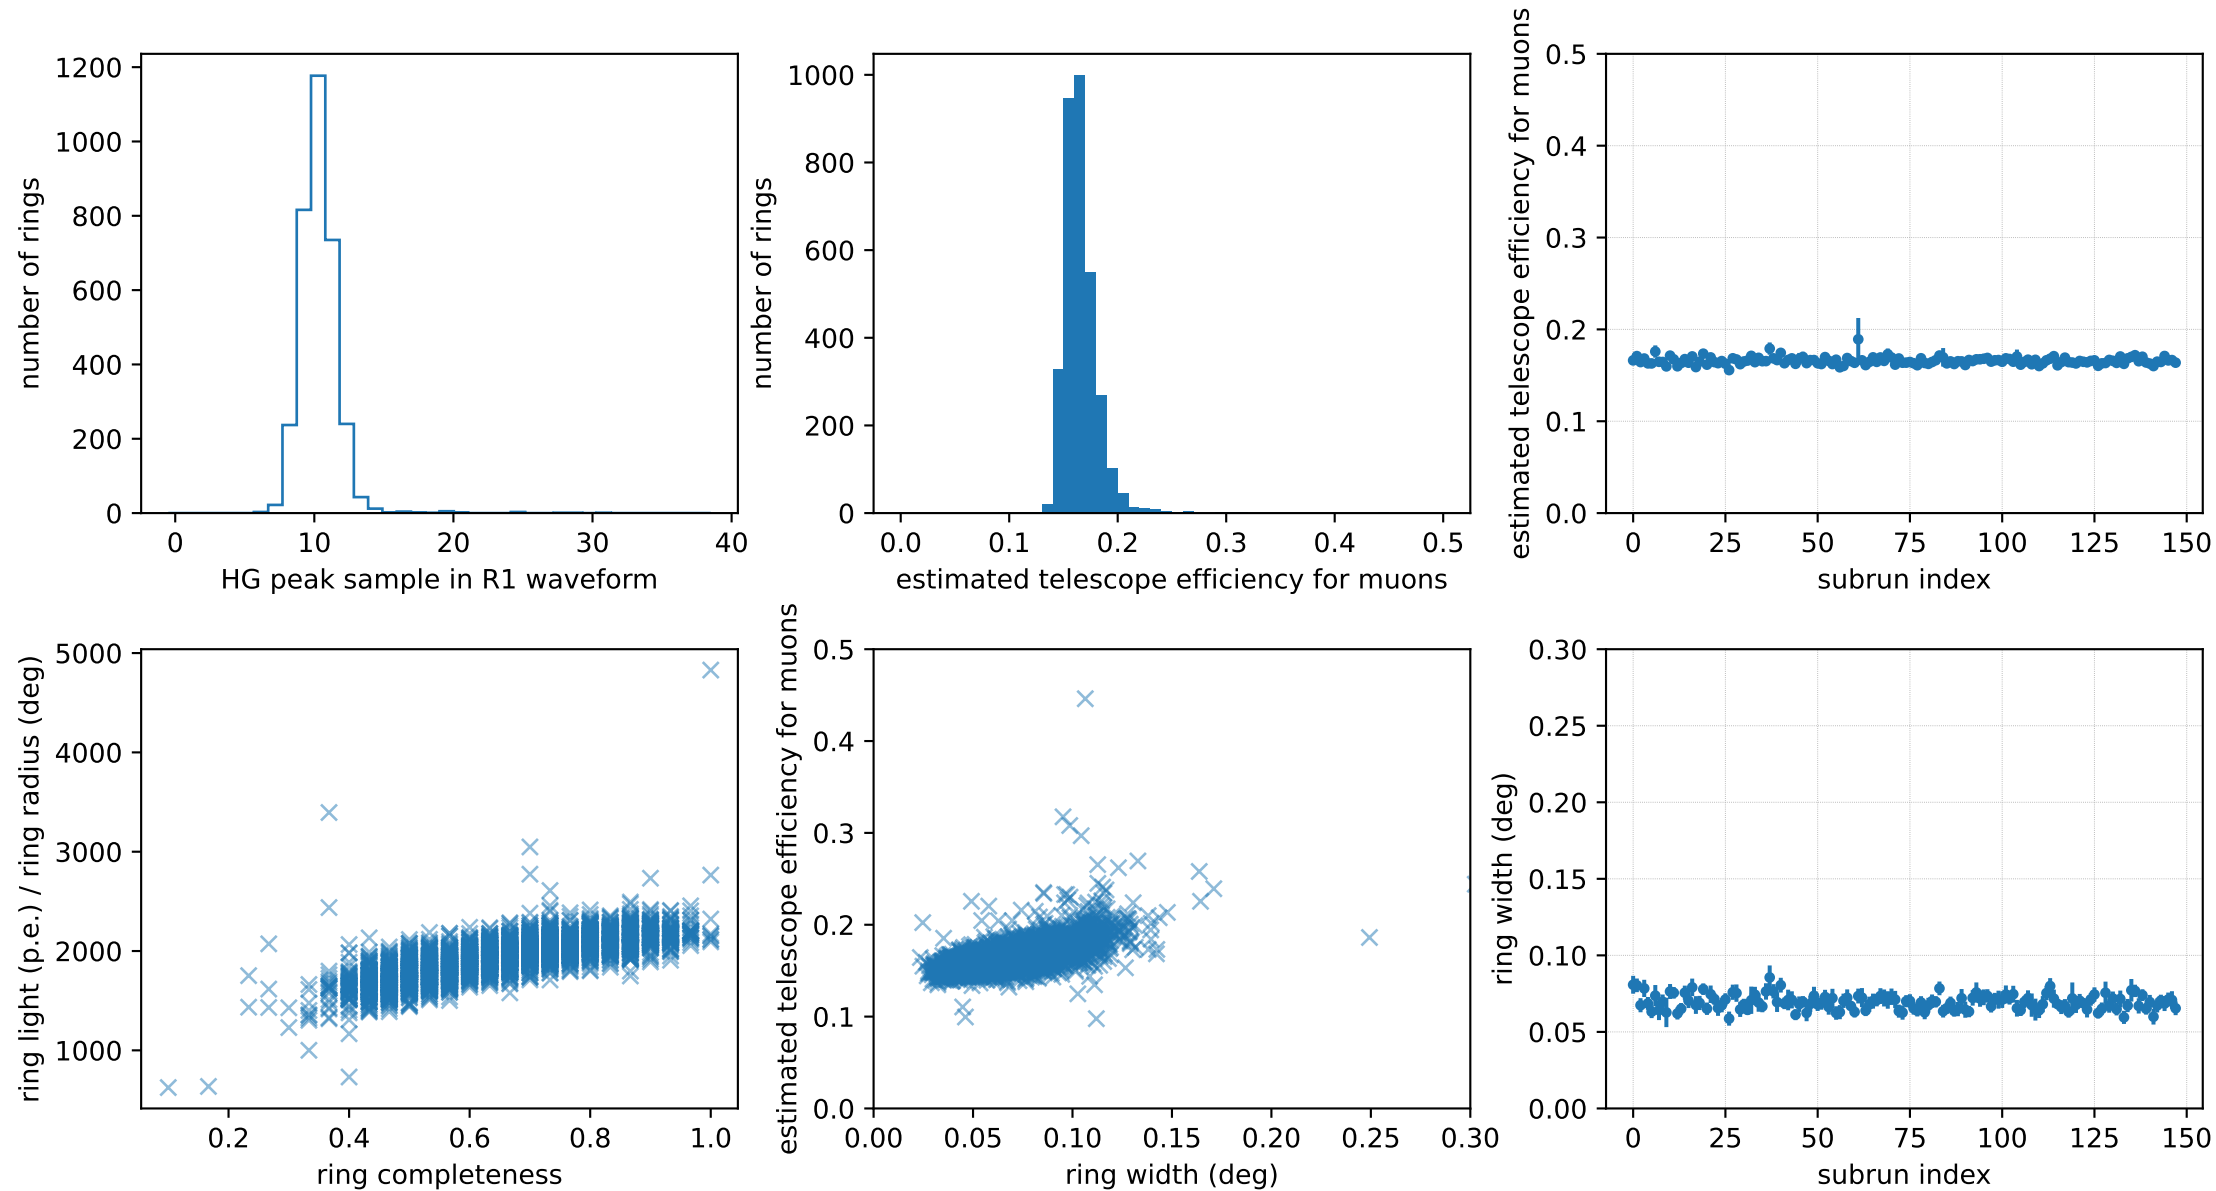 number of rings
1200
1000
800
600
400
200
0
0 10 20 30 40
HG peak sample in R1 waveform
number of rings
1000
800
600
400
200
0
0.0 0.1 0.2 0.3 0.4 0.5
estimated telescope efficiency for muons
estimated telescope efficiency for muons
0.5
0.4
0.3
0.2
0.1
0.0
0 25 50 75 100 125 150
subrun index
ring light (p.e.) / ring radius (deg)
5000
4000
3000
2000
1000
0.2 0.4 0.6 0.8 1.0
ring completeness
estimated telescope efficiency for muons
0.5
0.4
0.3
0.2
0.1
0.0
0.00 0.05 0.10 0.15 0.20 0.25 0.30
ring width (deg)
ring width (deg)
0.30
0.25
0.20
0.15
0.10
0.05
0.00
0 25 50 75 100 125 150
subrun index